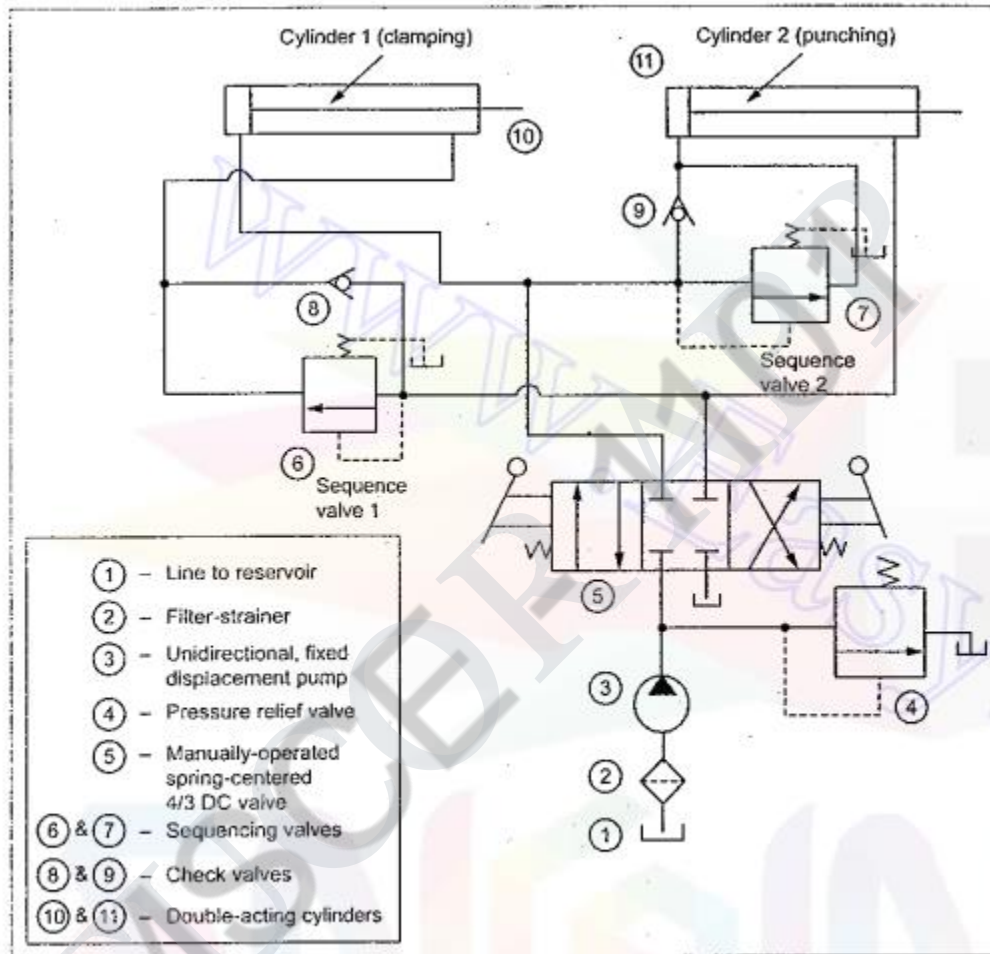 Cylinder 1 (clamping)
Cylinder 2 (punching)
11
10
9
8
7
Sequence
valve 2
6
Sequence
valve 1
5
4
3
2
1
1 – Line to reservoir
2 – Filter-strainer
3 – Unidirectional, fixed
displacement pump
4 – Pressure relief valve
5 – Manually-operated
spring-centered
4/3 DC valve
6 & 7 – Sequencing valves
8 & 9 – Check valves
10 & 11 – Double-acting cylinders